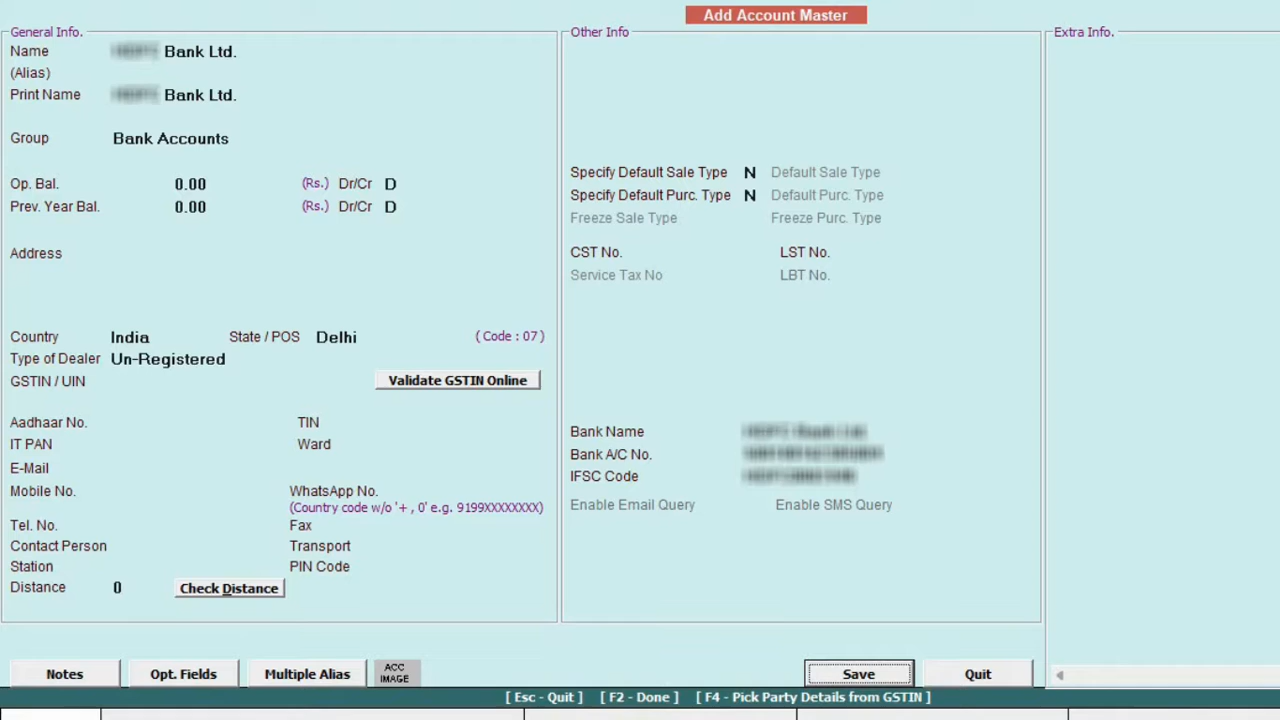 Add Account Master
General Info.
Name Bank Ltd.
(Alias)
Print Name Bank Ltd.
Group Bank Accounts
Op. Bal. 0.00 (Rs.) Dr/Cr D
Prev. Year Bal. 0.00 (Rs.) Dr/Cr D
Address
Country India State / POS Delhi ( Code : 07 )
Type of Dealer Un-Registered
GSTIN / UIN Validate GSTIN Online
Aadhaar No. TIN
IT PAN Ward
E-Mail
Mobile No. WhatsApp No.
(Country code w/o '+ , 0' e.g. 9199XXXXXXXX)
Tel. No. Fax
Contact Person Transport
Station PIN Code
Distance 0 Check Distance
Other Info
Specify Default Sale Type N Default Sale Type
Specify Default Purc. Type N Default Purc. Type
Freeze Sale Type Freeze Purc. Type
CST No. LST No.
Service Tax No LBT No.
Bank Name
Bank A/C No.
IFSC Code
Enable Email Query Enable SMS Query
Extra Info.
Notes Opt. Fields Multiple Alias ACC
IMAGE
Save Quit
[ Esc - Quit ] [ F2 - Done ] [ F4 - Pick Party Details from GSTIN ]